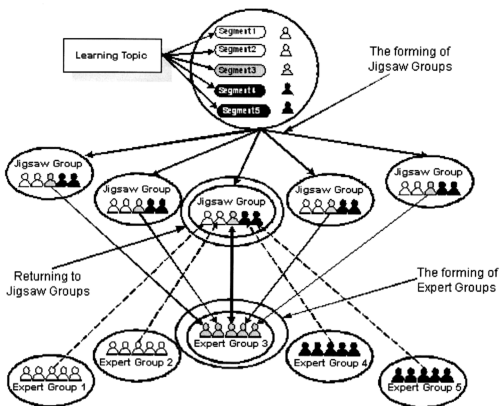 Segment1
Learning Topic
Segment2
Segment3
Segment4
Segment5
The forming of
Jigsaw Groups
Jigsaw Group
Jigsaw Group
Jigsaw Group
Jigsaw Group
Jigsaw Group
Returning to
Jigsaw Groups
The forming of
Expert Groups
Expert Group 1
Expert Group 2
Expert Group 3
Expert Group 4
Expert Group 5